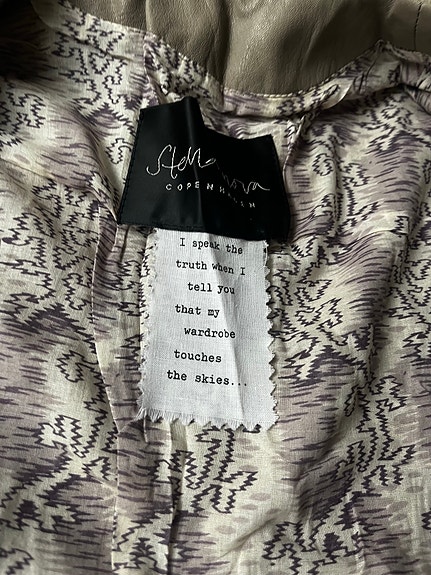 Stella Nova
COPENHAGEN
I speak the
truth when I
tell you
that my
wardrobe
touches
the skies...